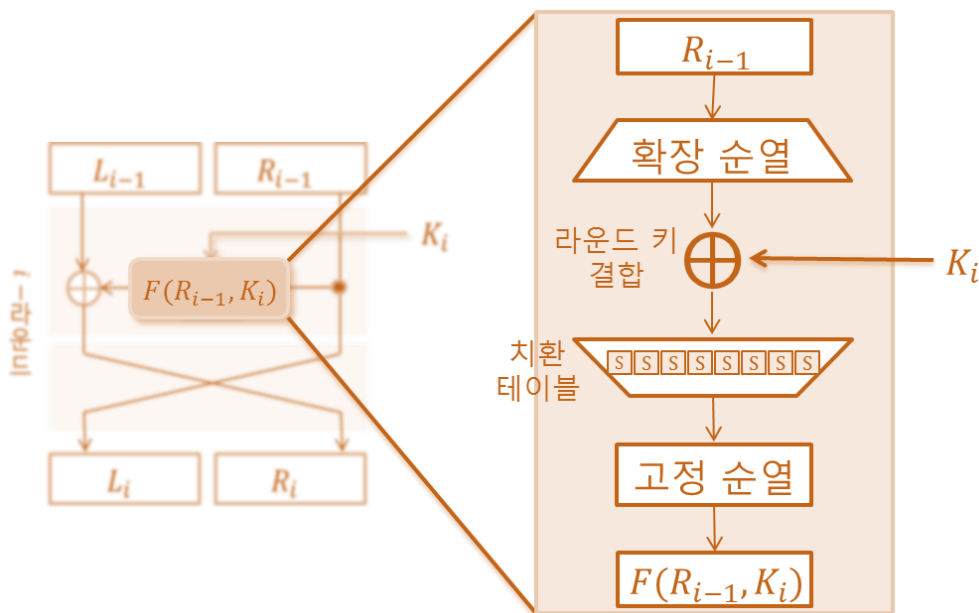 L_{i-1}
R_{i-1}
K_i
F(R_{i-1}, K_i)
L_i
R_i
R_{i-1}
확장 순열
라운드 키
결합
K_i
치환
테이블
S S S S S S S S
고정 순열
F(R_{i-1}, K_i)